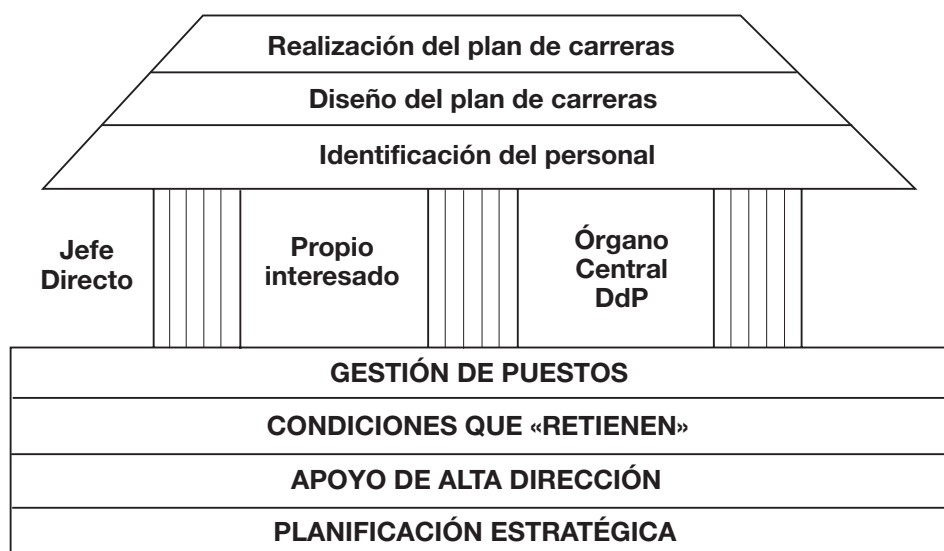 Realización del plan de carreras
Diseño del plan de carreras
Identificación del personal
Jefe
Directo
Propio
interesado
Órgano
Central
DdP
GESTIÓN DE PUESTOS
CONDICIONES QUE «RETIENEN»
APOYO DE ALTA DIRECCIÓN
PLANIFICACIÓN ESTRATÉGICA